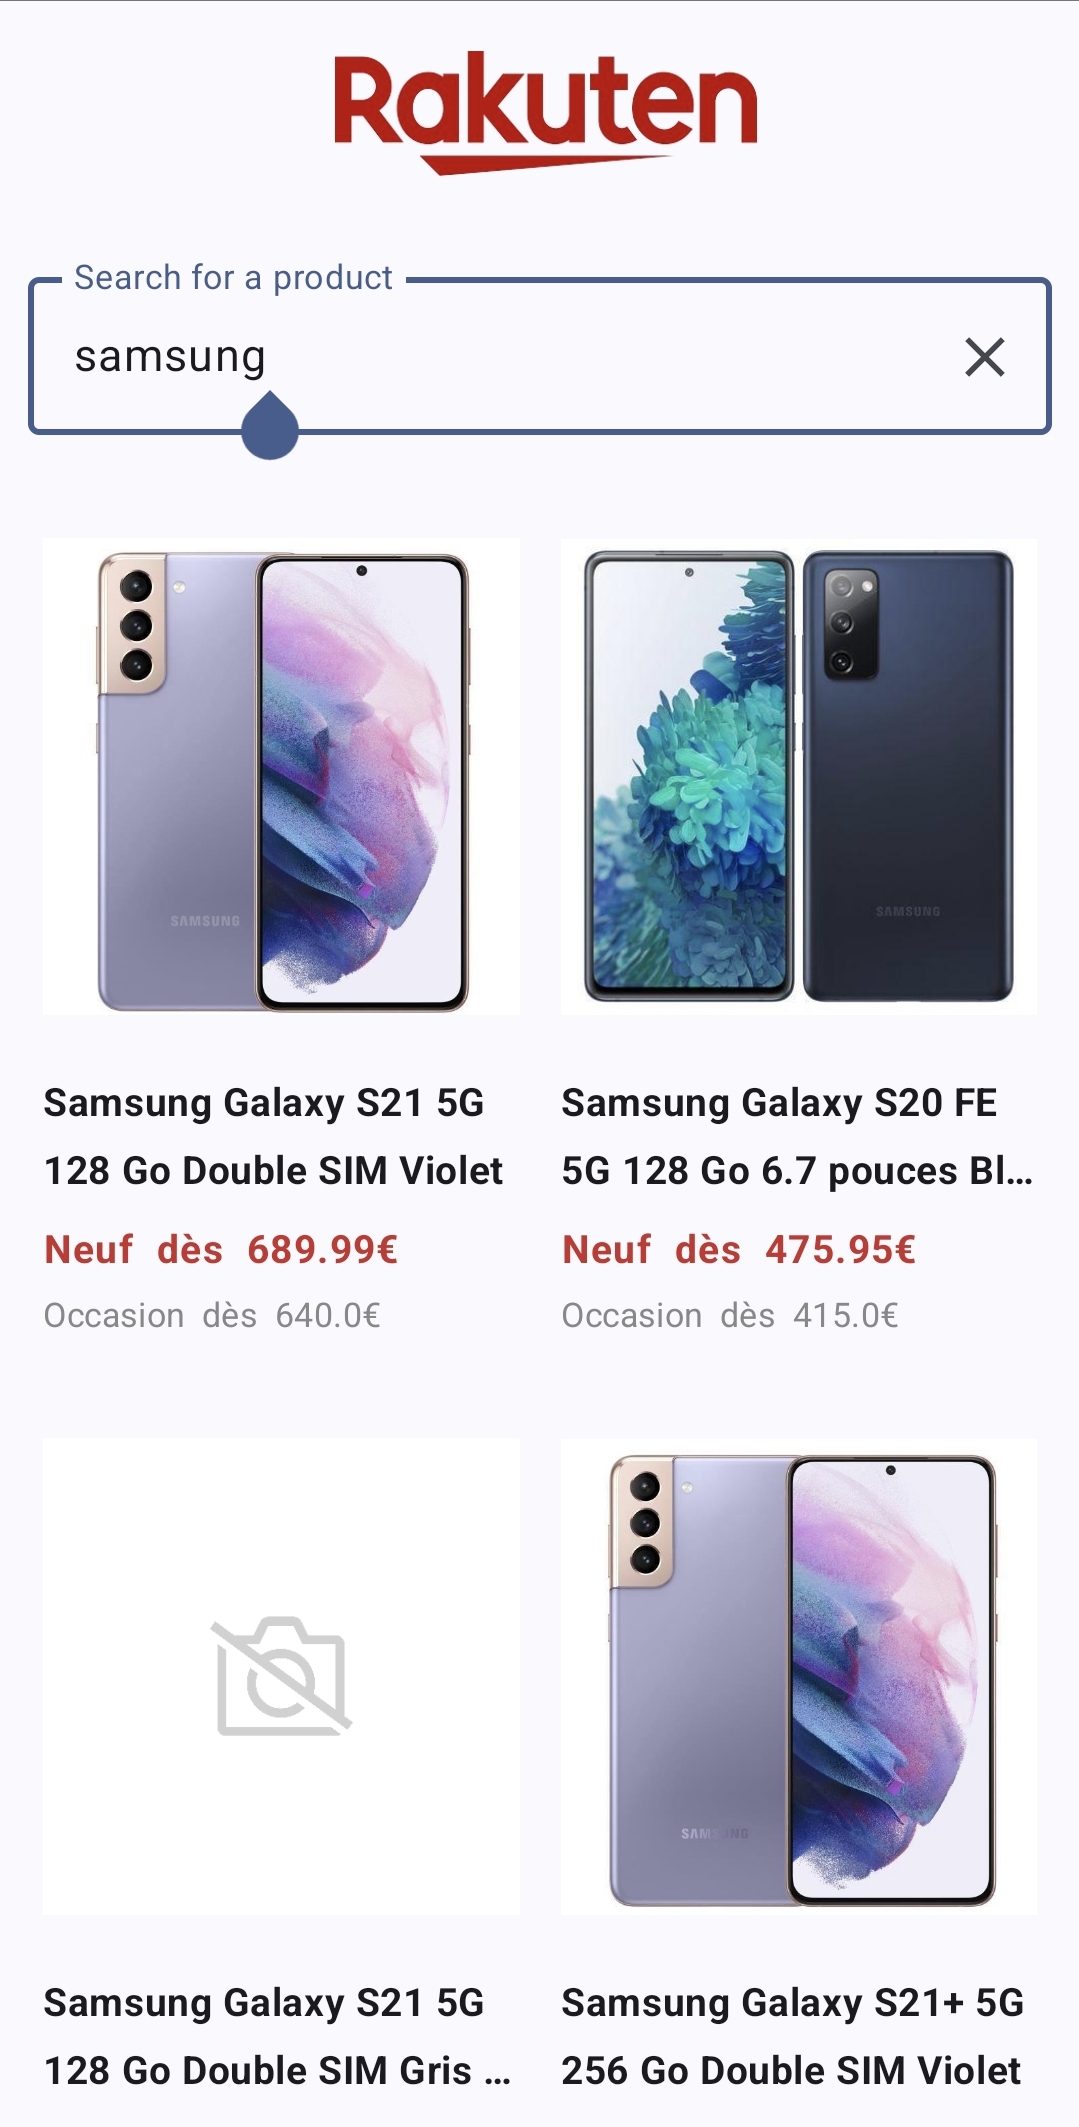 Rakuten
Search for a product
samsung
SAMSUNG
SAMSUNG
Samsung Galaxy S21 5G
128 Go Double SIM Violet
Neuf dès 689.99€
Occasion dès 640.0€
Samsung Galaxy S20 FE
5G 128 Go 6.7 pouces Bl...
Neuf dès 475.95€
Occasion dès 415.0€
SAMSUNG
Samsung Galaxy S21 5G
128 Go Double SIM Gris ...
Samsung Galaxy S21+ 5G
256 Go Double SIM Violet